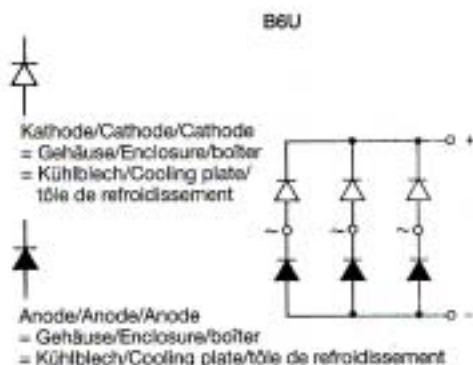 B6U
Kathode/Cathode/Cathode
= Gehäuse/Enclosure/boîter
= Kühlblech/Cooling plate/
tôle de refroidissement
+
~ ~ ~
Anode/Anode/Anode
= Gehäuse/Enclosure/boîter
-
= Kühlblech/Cooling plate/tôle de refroidissement